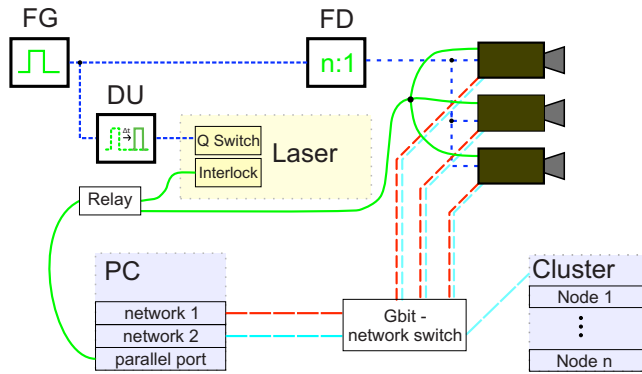 FG
FD
n:1
DU
Δt
Q Switch
Laser
Interlock
Relay
PC
network 1
network 2
parallel port
Gbit -
network switch
Cluster
Node 1
Node n